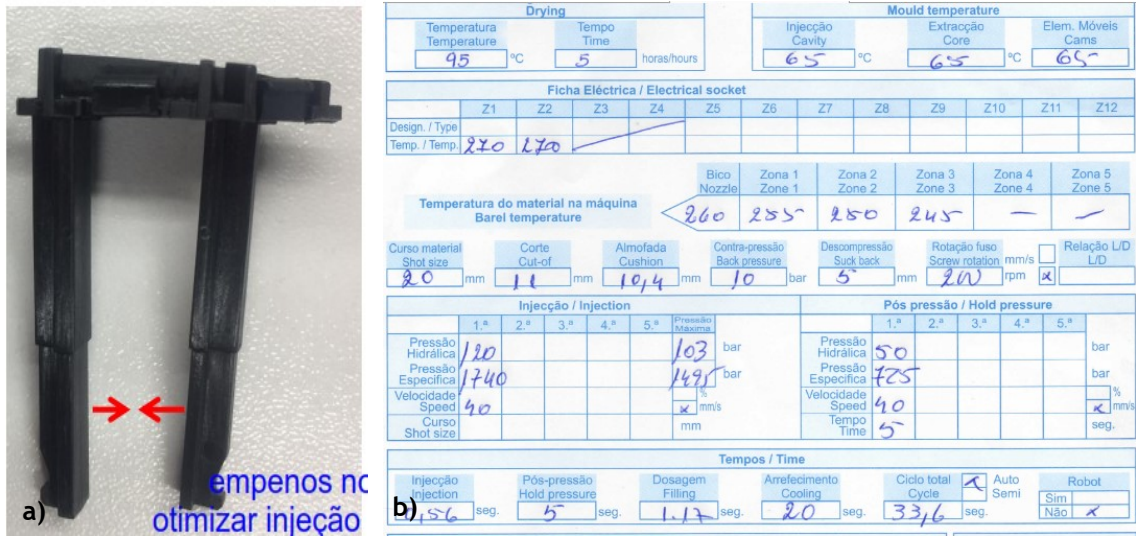 a)
empenos no
otimizar injeção
b)
Drying
Temperatura Temperature
Tempo Time
95 ºC 5 horas/hours
Mould temperature
Injecção Cavity
Extracção Core
Elem. Móveis Cams
65 ºC 65 ºC 65
Ficha Eléctrica / Electrical socket
Z1 Z2 Z3 Z4 Z5 Z6 Z7 Z8 Z9 Z10 Z11 Z12
Design. / Type
Temp. / Temp. 270 270
Temperatura do material na máquina
Barel temperature
Bico Nozzle
Zona 1 Zone 1
Zona 2 Zone 2
Zona 3 Zone 3
Zona 4 Zone 4
Zona 5 Zone 5
260 255 250 245 — —
Curso material Shot size
Corte Cut-of
Almofada Cushion
Contra-pressão Back pressure
Descompressão Suck back
Rotação fuso Screw rotation
Relação L/D L/D
20 mm 11 mm 10,4 mm 10 bar 5 mm 200 mm/s rpm x
Injecção / Injection
1.ª 2.ª 3.ª 4.ª 5.ª Pressão Máxima
Pressão Hidrálica 120 103 bar
Pressão Especifica 1740 1495 bar
Velocidade Speed 40 % x mm/s
Curso Shot size mm
Pós pressão / Hold pressure
1.ª 2.ª 3.ª 4.ª 5.ª
Pressão Hidrálica 50 bar
Pressão Especifica 725 bar
Velocidade Speed 40 % x mm/s
Tempo Time 5 seg.
Tempos / Time
Injecção Injection
Pós-pressão Hold pressure
Dosagem Filling
Arrefecimento Cooling
Ciclo total Cycle
x Auto
Semi
Robot
Sim
Não x
0,56 seg. 5 seg. 1.17 seg. 20 seg. 33,6 seg.